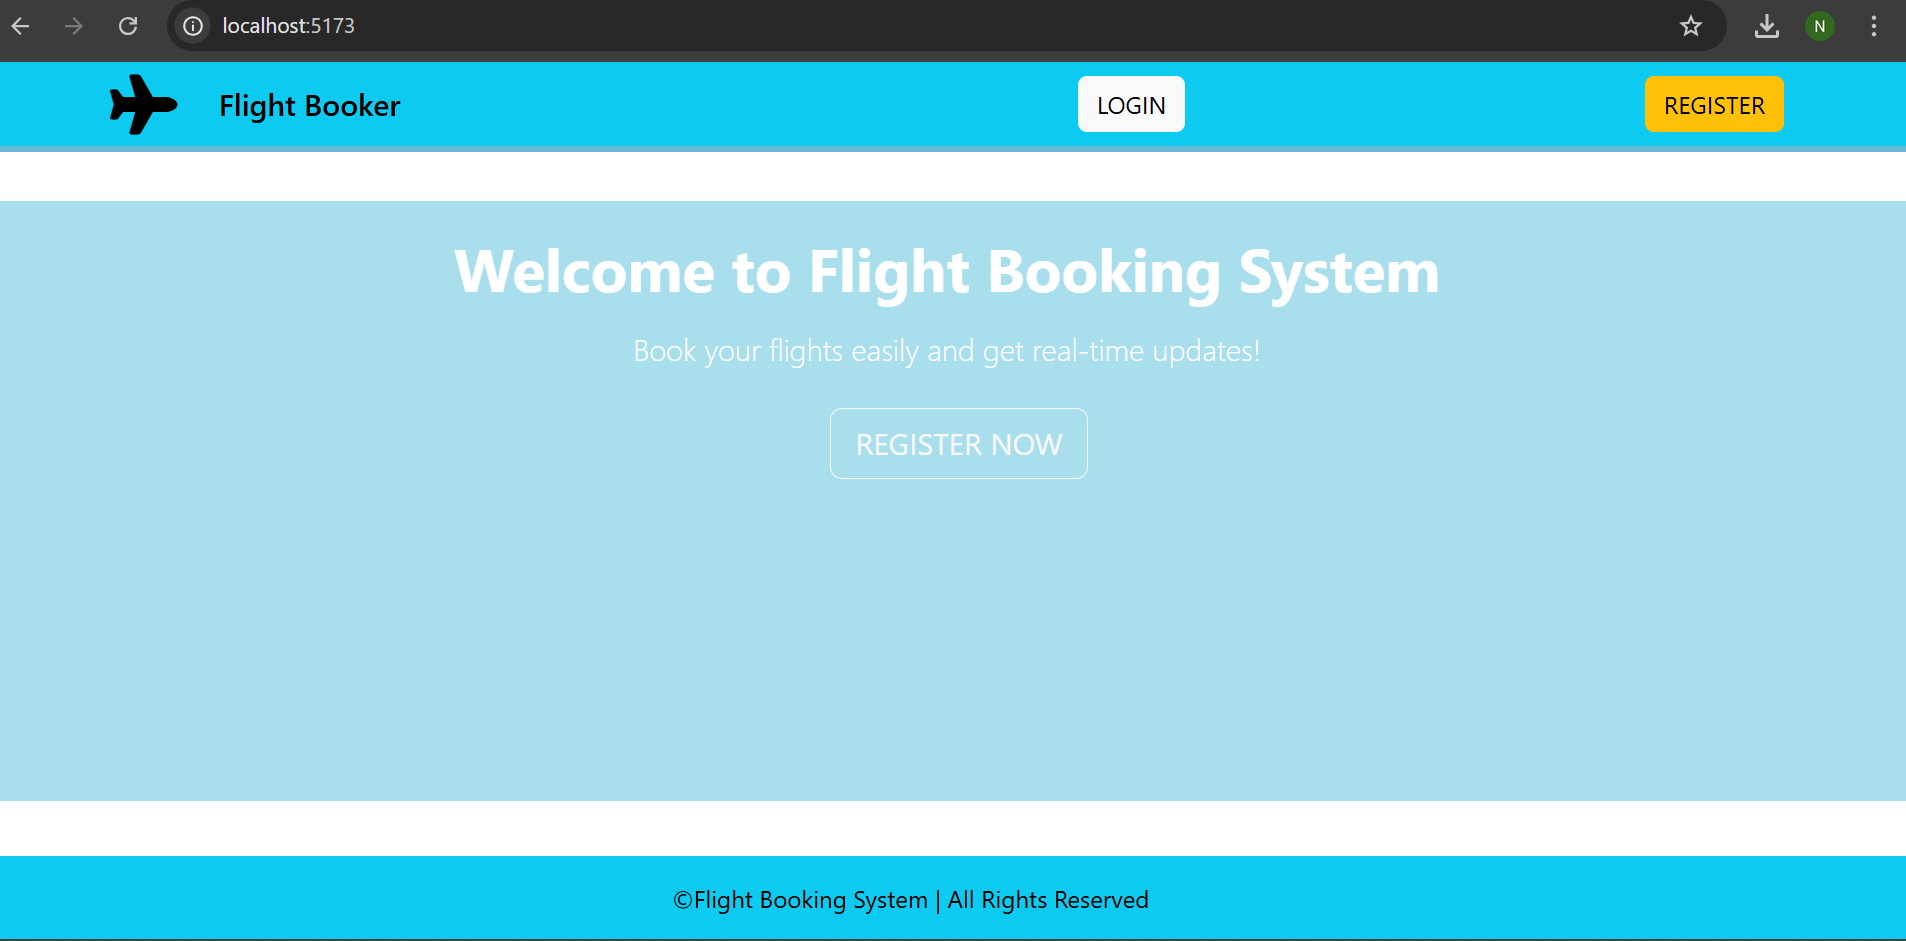 localhost:5173
N
Flight Booker
LOGIN
REGISTER
Welcome to Flight Booking System
Book your flights easily and get real-time updates!
REGISTER NOW
©Flight Booking System | All Rights Reserved